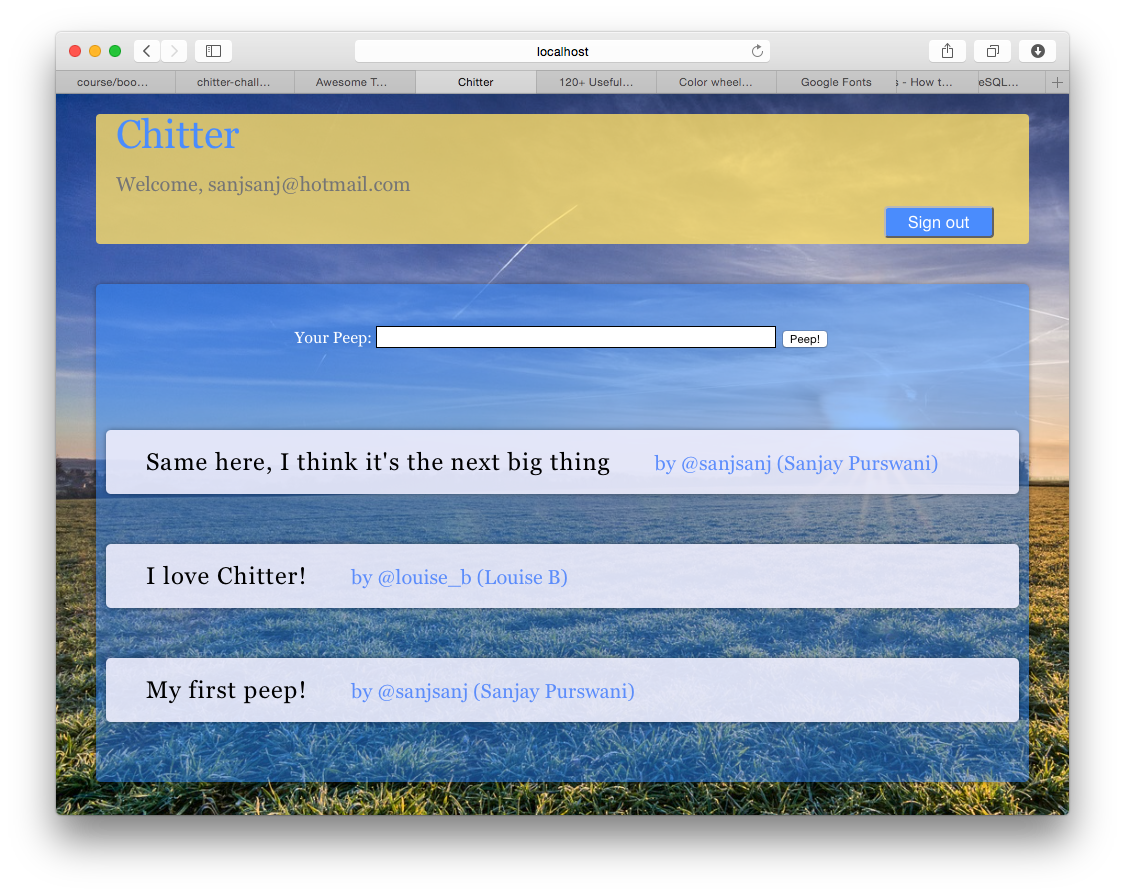 localhost
course/boo… chitter-chall… Awesome T… Chitter 120+ Useful… Color wheel… Google Fonts s - How t… eSQL…
Chitter
Welcome, sanjsanj@hotmail.com
Sign out
Your Peep: Peep!
Same here, I think it's the next big thing by @sanjsanj (Sanjay Purswani)
I love Chitter! by @louise_b (Louise B)
My first peep! by @sanjsanj (Sanjay Purswani)